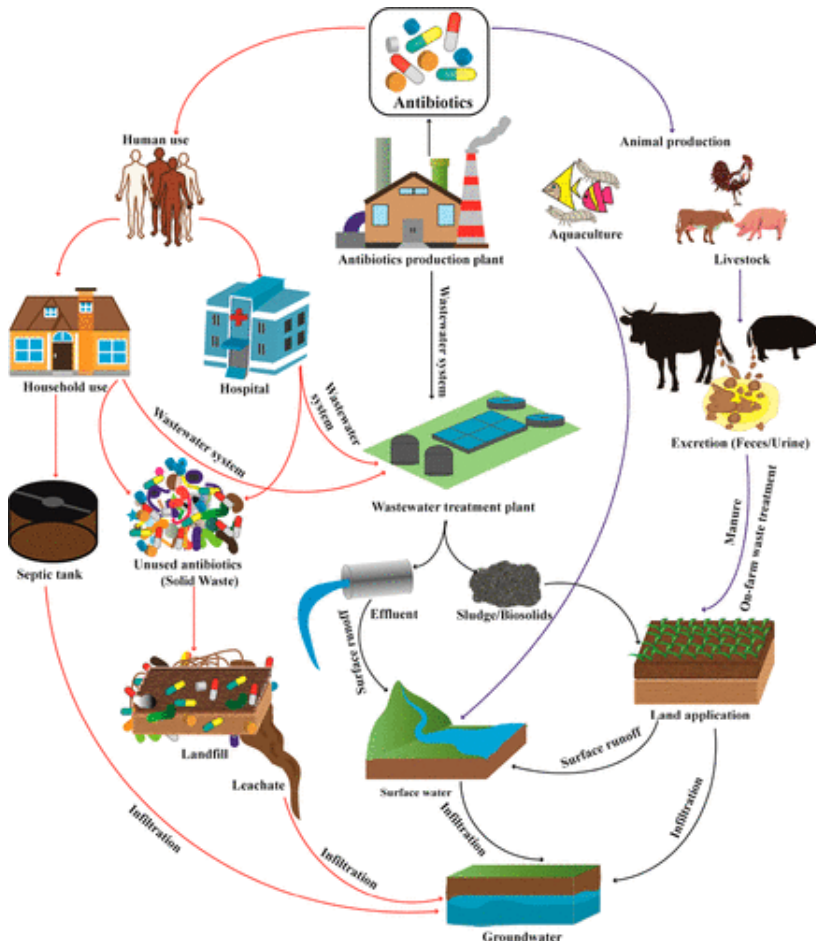 Antibiotics
Human use
Animal production
Antibiotics production plant
Aquaculture
Livestock
Household use
Hospital
Wastewater system
Wastewater
system
Wastewater system
Excretion (Feces/Urine)
Septic tank
Unused antibiotics
(Solid Waste)
Wastewater treatment plant
Manure
On-farm waste treatment
Effluent
Sludge/Biosolids
Surface runoff
Land application
Landfill
Leachate
Surface water
Surface runoff
Infiltration
Infiltration
Infiltration
Infiltration
Groundwater